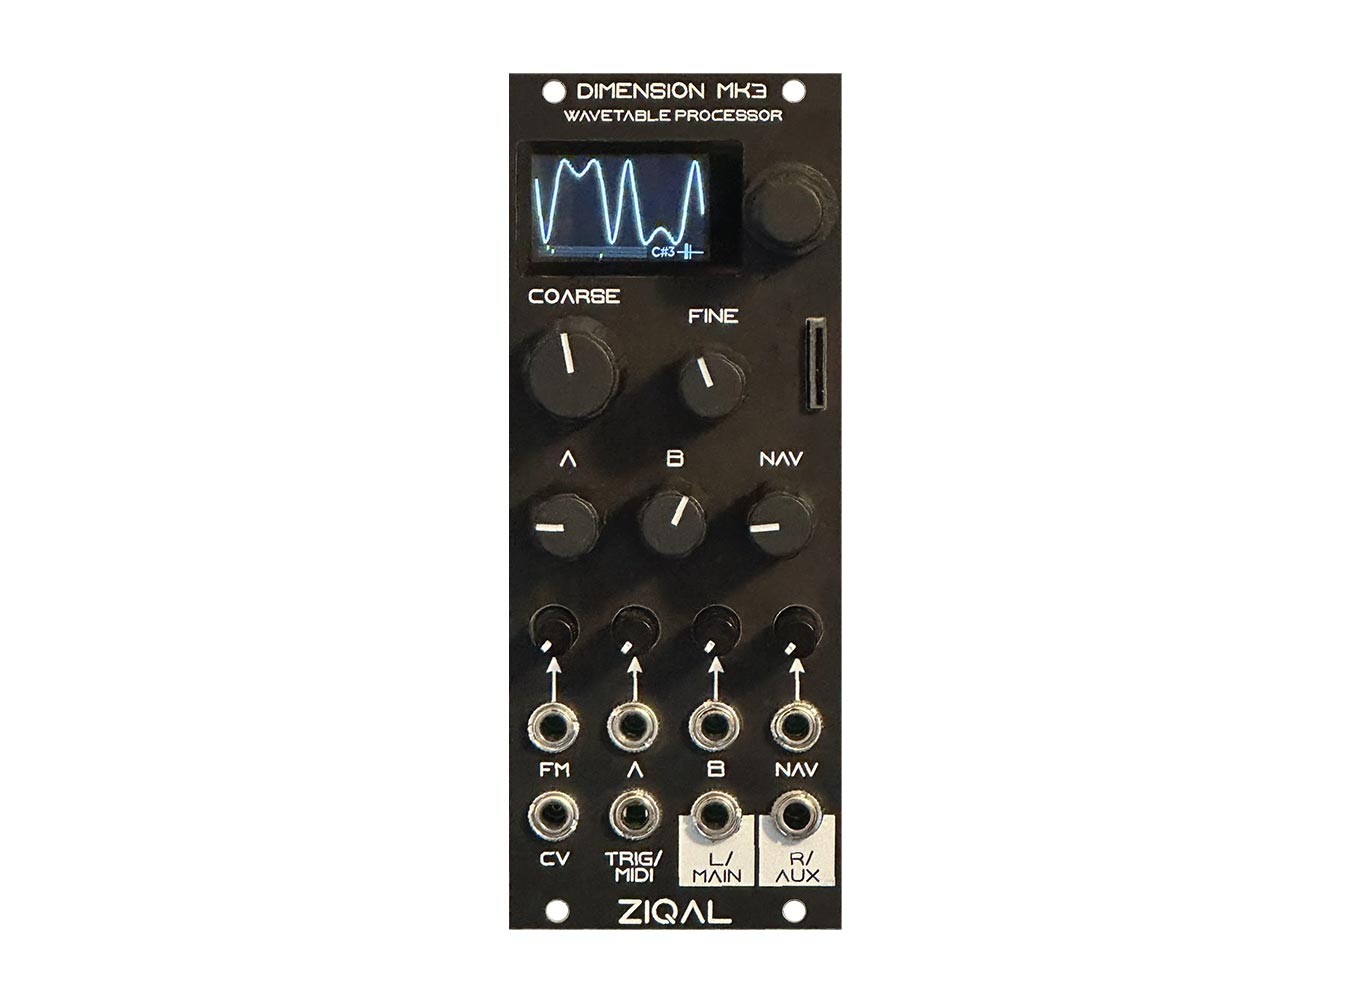 DIMENSION MK3
WAVETABLE PROCESSOR
C#3
COARSE
FINE
A
B
NAV
FM
A
B
NAV
CV
TRIG/
MIDI
L/
MAIN
R/
AUX
ZIQAL